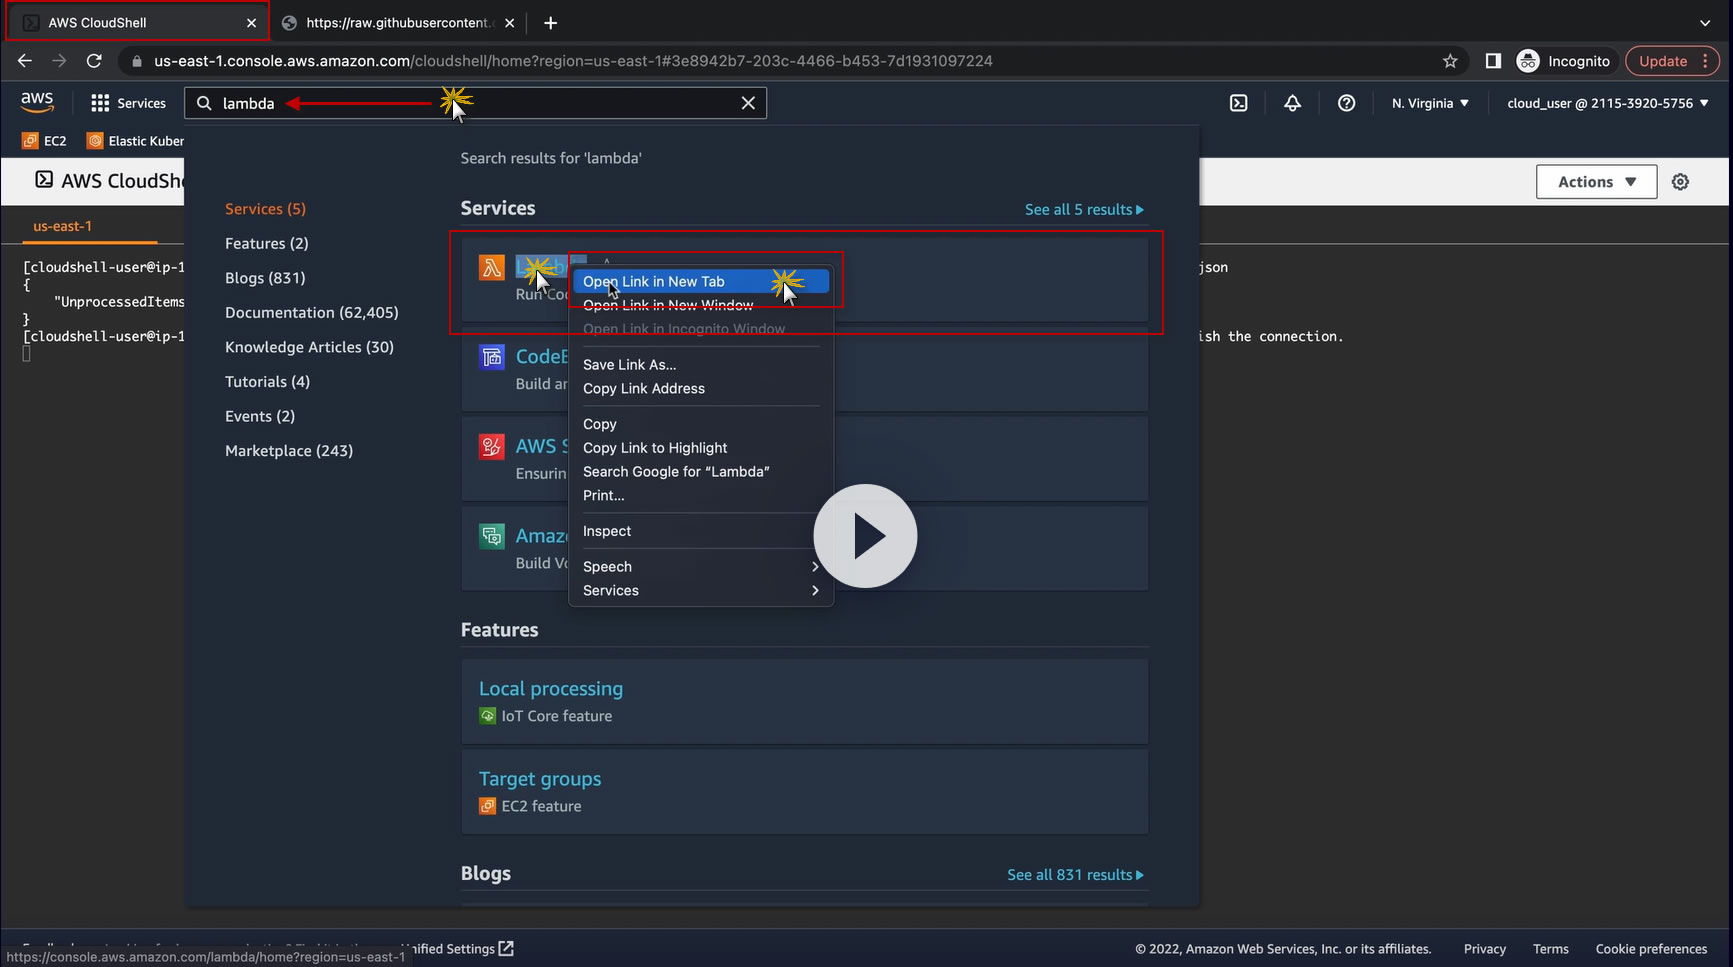 AWS CloudShell
https://raw.githubusercontent.
us-east-1.console.aws.amazon.com/cloudshell/home?region=us-east-1#3e8942b7-203c-4466-b453-7d1931097224
Incognito
Update
aws
Services
lambda
N. Virginia
cloud_user @ 2115-3920-5756
EC2
Elastic Kuber
AWS CloudShe
Actions
us-east-1
[cloudshell-user@ip-1
json
{
"UnprocessedItems
}
[cloudshell-user@ip-1
ish the connection.
Search results for 'lambda'
Services (5)
Features (2)
Blogs (831)
Documentation (62,405)
Knowledge Articles (30)
Tutorials (4)
Events (2)
Marketplace (243)
Services
See all 5 results
Run Co
CodeB
Build an
AWS S
Ensurin
Amazo
Build Vo
Open Link in New Tab
Open Link in New Window
Open Link in Incognito Window
Save Link As...
Copy Link Address
Copy
Copy Link to Highlight
Search Google for “Lambda”
Print...
Inspect
Speech
Services
Features
Local processing
IoT Core feature
Target groups
EC2 feature
Blogs
See all 831 results
nified Settings
© 2022, Amazon Web Services, Inc. or its affiliates.
Privacy
Terms
Cookie preferences
https://console.aws.amazon.com/lambda/home?region=us-east-1